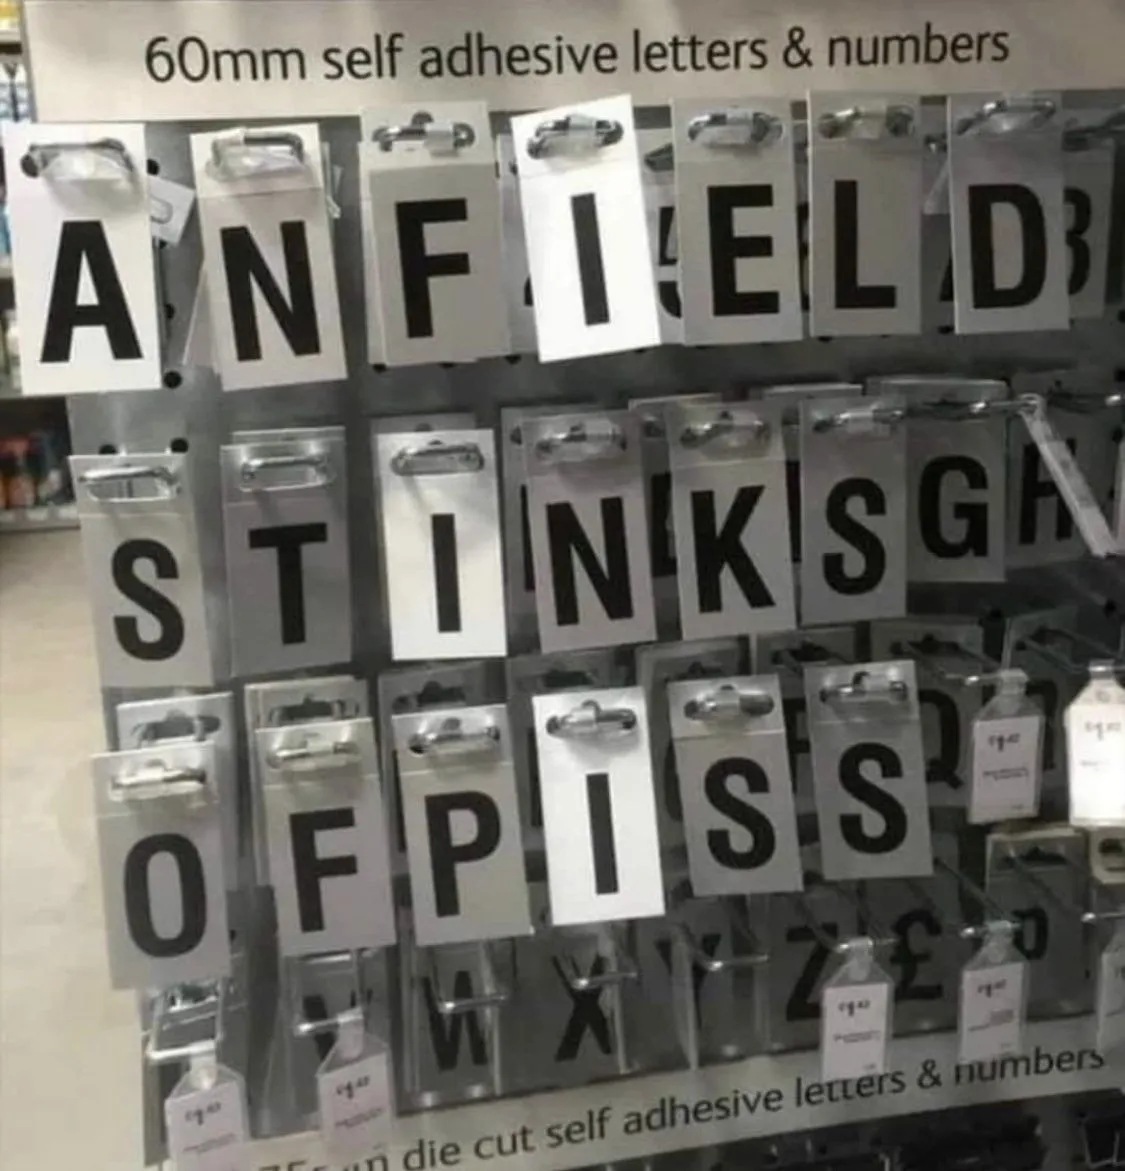 60mm self adhesive letters & numbers
ANFIELD
STINKS G H
OF PISS Q
W X Y Z £
die cut self adhesive letters & numbers